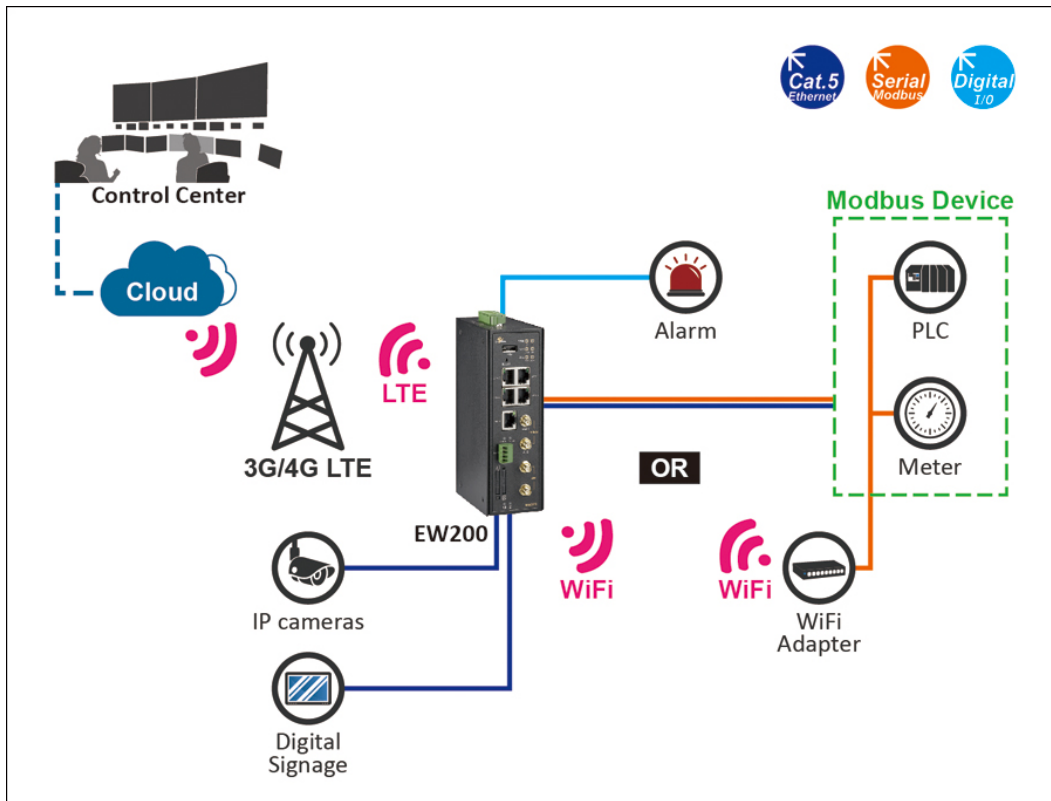 Cat.5
Ethernet
Serial
Modbus
Digital
I/O
Control Center
Modbus Device
Cloud
Alarm
PLC
LTE
3G/4G LTE
OR
Meter
EW200
WiFi
WiFi
IP cameras
WiFi
Adapter
Digital
Signage